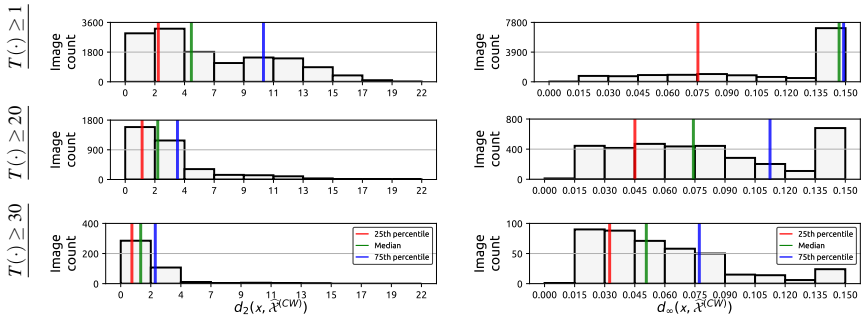 T(·) ≥ 1
Image count
3600
1800
0
0 2 4 7 9 11 13 15 17 19 22
Image count
7800
3900
0
0.000 0.015 0.030 0.045 0.060 0.075 0.090 0.105 0.120 0.135 0.150
T(·) ≥ 20
Image count
1800
900
0
0 2 4 7 9 11 13 15 17 19 22
Image count
800
400
0
0.000 0.015 0.030 0.045 0.060 0.075 0.090 0.105 0.120 0.135 0.150
T(·) ≥ 30
Image count
400
200
0
25th percentile
Median
75th percentile
0 2 4 7 9 11 13 15 17 19 22
d₂(x, x̃⁽ᶜᵂ⁾)
Image count
100
50
0
25th percentile
Median
75th percentile
0.000 0.015 0.030 0.045 0.060 0.075 0.090 0.105 0.120 0.135 0.150
d∞(x, x̃⁽ᶜᵂ⁾)